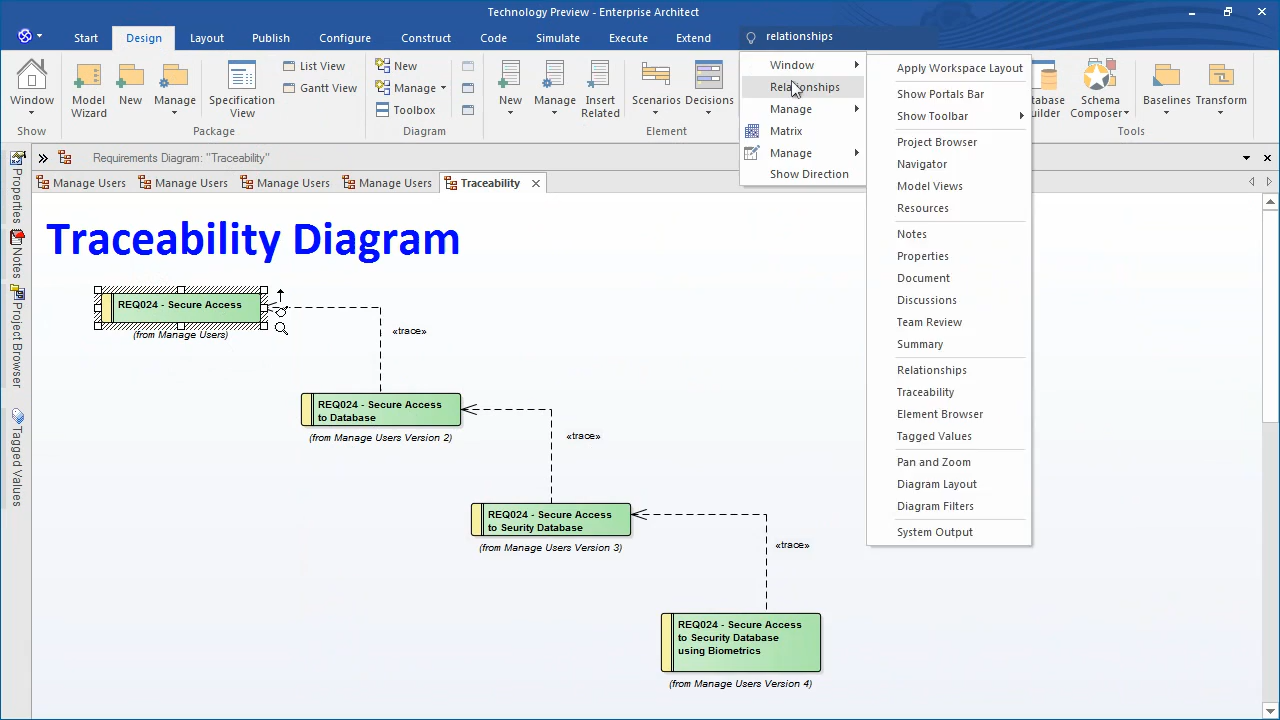 Technology Preview - Enterprise Architect
Start
Design
Layout
Publish
Configure
Construct
Code
Simulate
Execute
Extend
relationships
Window
Show
Model Wizard
New
Manage
Specification View
List View
Gantt View
Package
New
Manage
Toolbox
Diagram
New
Manage
Insert Related
Scenarios
Decisions
Element
Schema Composer
Baselines
Transform
Tools
Window
Relationships
Manage
Matrix
Manage
Show Direction
Apply Workspace Layout
Show Portals Bar
Show Toolbar
Project Browser
Navigator
Model Views
Resources
Notes
Properties
Document
Discussions
Team Review
Summary
Relationships
Traceability
Element Browser
Tagged Values
Pan and Zoom
Diagram Layout
Diagram Filters
System Output
Requirements Diagram: "Traceability"
Manage Users
Manage Users
Manage Users
Manage Users
Traceability
Properties
Notes
Project Browser
Tagged Values
Traceability Diagram
REQ024 - Secure Access
(from Manage Users)
«trace»
REQ024 - Secure Access
to Database
(from Manage Users Version 2)
«trace»
REQ024 - Secure Access
to Seurity Database
(from Manage Users Version 3)
«trace»
REQ024 - Secure Access
to Security Database
using Biometrics
(from Manage Users Version 4)